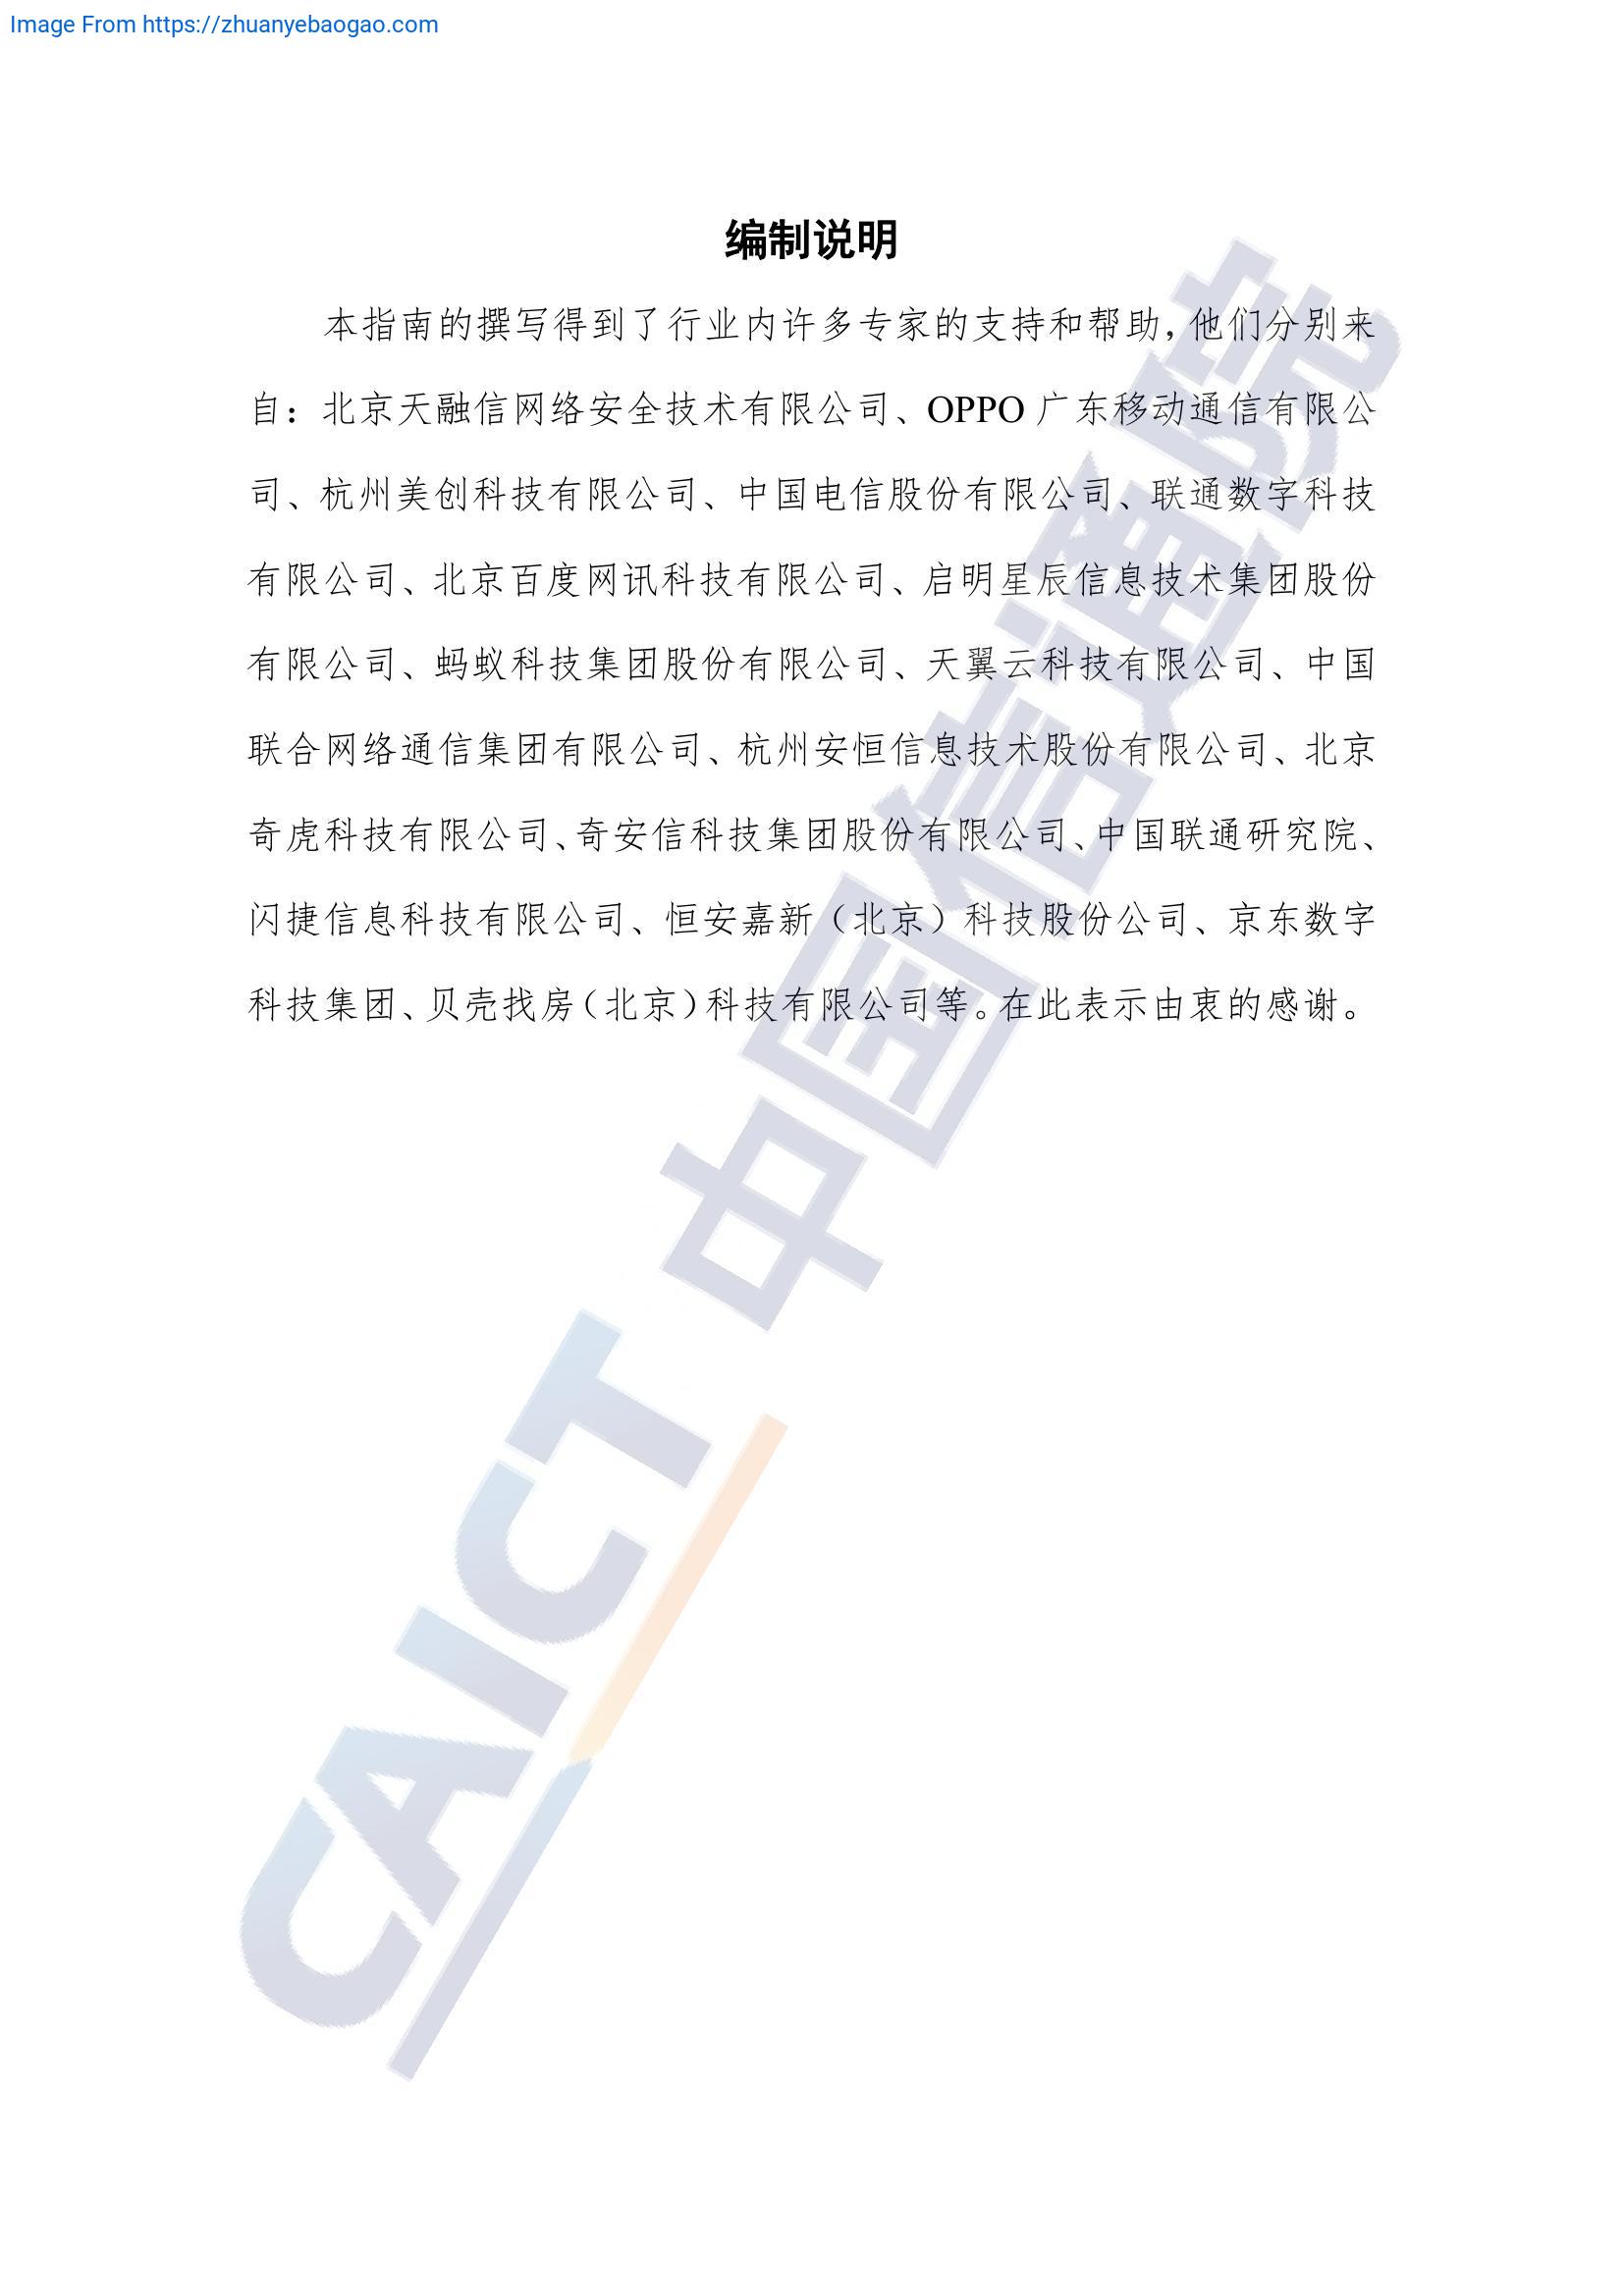 Image From https://zhuanyebaogao.com
编制说明
本指南的撰写得到了行业内许多专家的支持和帮助，他们分别来
自：北京天融信网络安全技术有限公司、OPPO 广东移动通信有限公
司、杭州美创科技有限公司、中国电信股份有限公司、联通数字科技
有限公司、北京百度网讯科技有限公司、启明星辰信息技术集团股份
有限公司、蚂蚁科技集团股份有限公司、天翼云科技有限公司、中国
联合网络通信集团有限公司、杭州安恒信息技术股份有限公司、北京
奇虎科技有限公司、奇安信科技集团股份有限公司、中国联通研究院、
闪捷信息科技有限公司、恒安嘉新（北京）科技股份公司、京东数字
科技集团、贝壳找房（北京）科技有限公司等。在此表示由衷的感谢。
CAICT 中国信通院